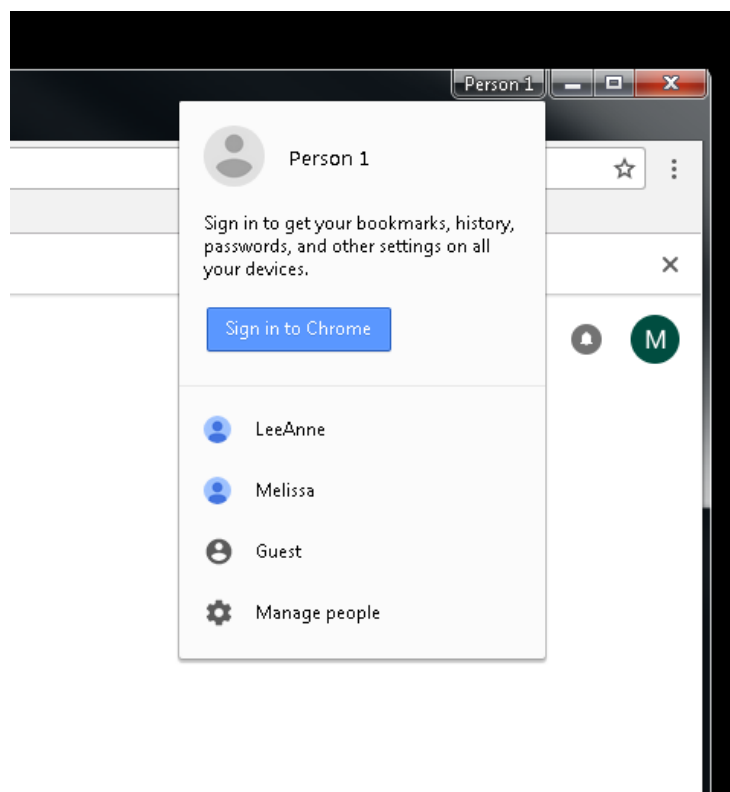 Person 1
Person 1
Sign in to get your bookmarks, history,
passwords, and other settings on all
your devices.
Sign in to Chrome
M
LeeAnne
Melissa
Guest
Manage people